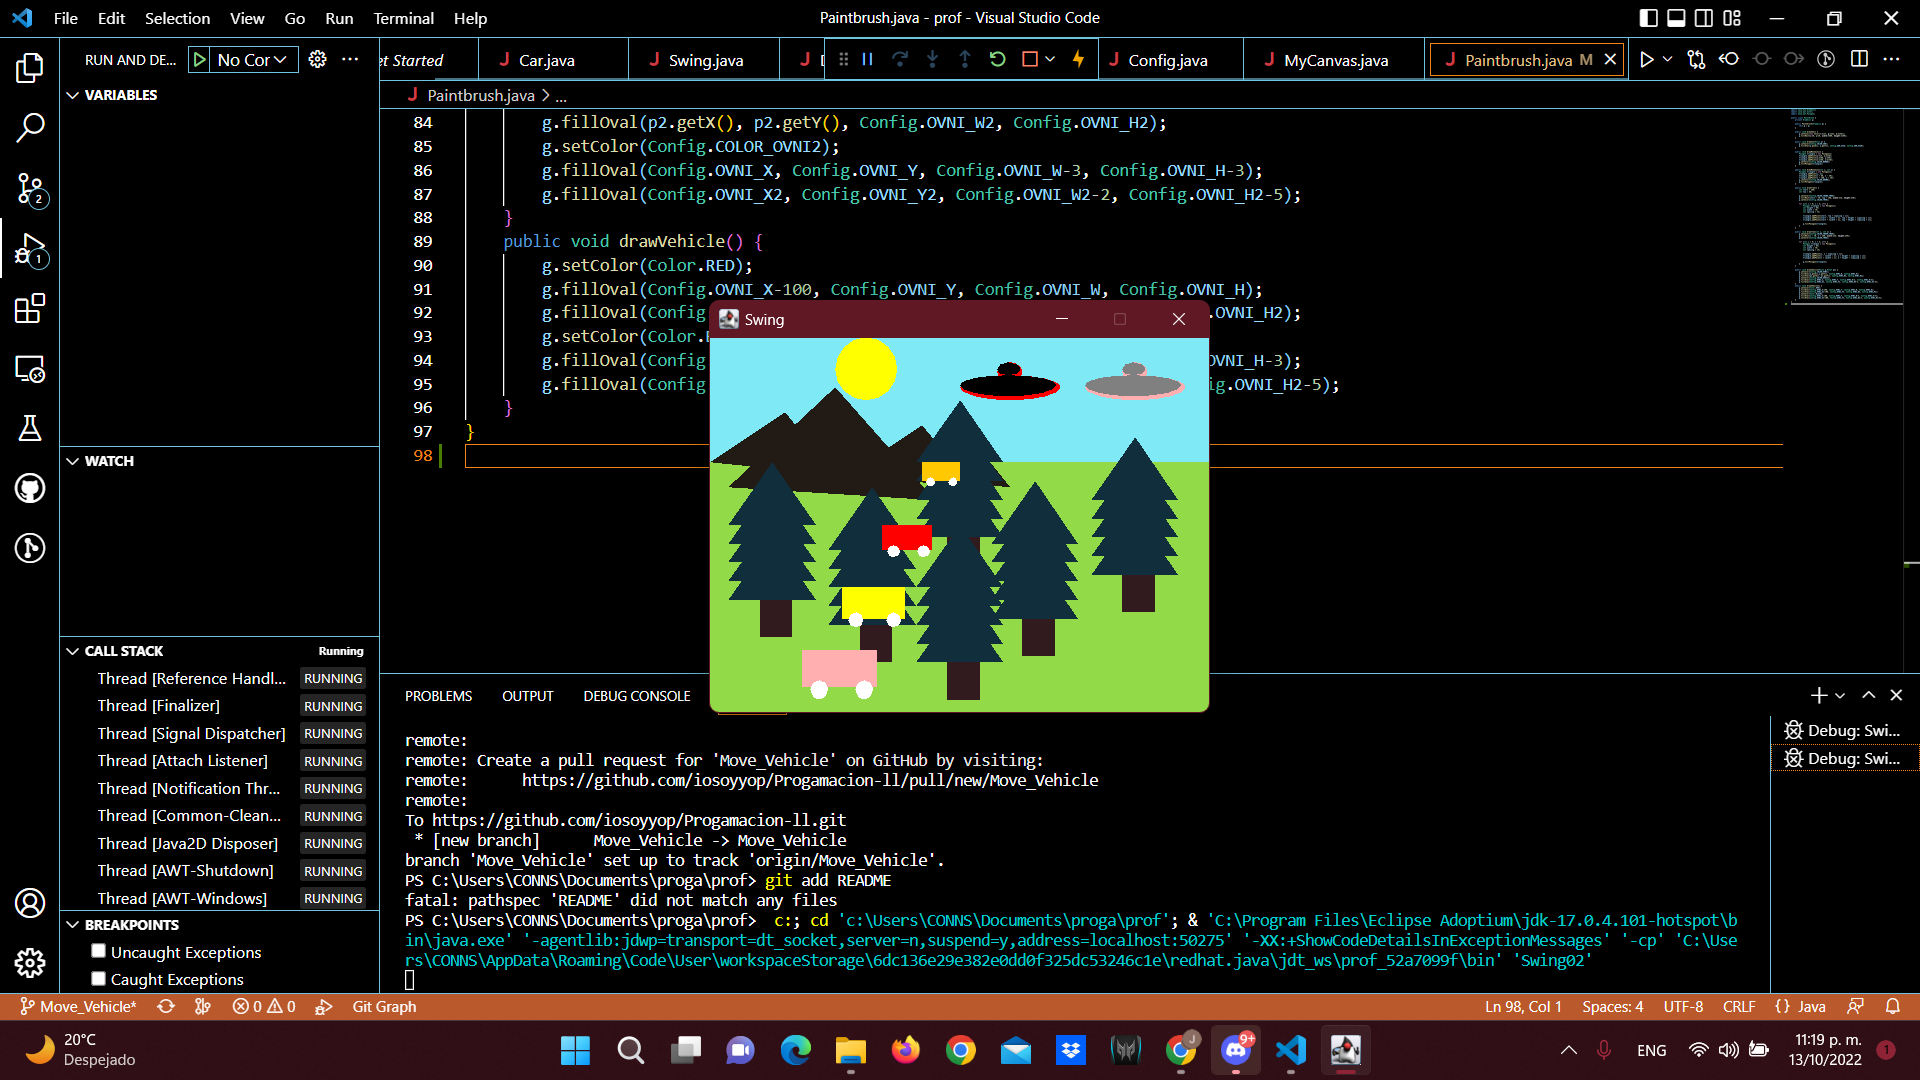 File Edit Selection View Go Run Terminal Help
Paintbrush.java - prof - Visual Studio Code
RUN AND DE...
No Cor
et Started
Car.java
Swing.java
Config.java
MyCanvas.java
Paintbrush.java M
VARIABLES
Paintbrush.java > ...
84 g.fillOval(p2.getX(), p2.getY(), Config.OVNI_W2, Config.OVNI_H2);
85 g.setColor(Config.COLOR_OVNI2);
86 g.fillOval(Config.OVNI_X, Config.OVNI_Y, Config.OVNI_W-3, Config.OVNI_H-3);
87 g.fillOval(Config.OVNI_X2, Config.OVNI_Y2, Config.OVNI_W2-2, Config.OVNI_H2-5);
88 }
89 public void drawVehicle() {
90 g.setColor(Color.RED);
91 g.fillOval(Config.OVNI_X-100, Config.OVNI_Y, Config.OVNI_W, Config.OVNI_H);
92 g.fillOval(Config .OVNI_H2);
93 g.setColor(Color.
94 g.fillOval(Config OVNI_H-3);
95 g.fillOval(Config g.OVNI_H2-5);
96 }
97 }
98
Swing
WATCH
CALL STACK
Running
Thread [Reference Handl... RUNNING
Thread [Finalizer] RUNNING
Thread [Signal Dispatcher] RUNNING
Thread [Attach Listener] RUNNING
Thread [Notification Thr... RUNNING
Thread [Common-Clean... RUNNING
Thread [Java2D Disposer] RUNNING
Thread [AWT-Shutdown] RUNNING
Thread [AWT-Windows] RUNNING
BREAKPOINTS
Uncaught Exceptions
Caught Exceptions
PROBLEMS OUTPUT DEBUG CONSOLE
remote:
remote: Create a pull request for 'Move_Vehicle' on GitHub by visiting:
remote:      https://github.com/iosoyyop/Progamacion-ll/pull/new/Move_Vehicle
remote:
To https://github.com/iosoyyop/Progamacion-ll.git
 * [new branch]      Move_Vehicle -> Move_Vehicle
branch 'Move_Vehicle' set up to track 'origin/Move_Vehicle'.
PS C:\Users\CONNS\Documents\proga\prof> git add README
fatal: pathspec 'README' did not match any files
PS C:\Users\CONNS\Documents\proga\prof>  c:; cd 'c:\Users\CONNS\Documents\proga\prof'; & 'C:\Program Files\Eclipse Adoptium\jdk-17.0.4.101-hotspot\b
in\java.exe' '-agentlib:jdwp=transport=dt_socket,server=n,suspend=y,address=localhost:50275' '-XX:+ShowCodeDetailsInExceptionMessages' '-cp' 'C:\Use
rs\CONNS\AppData\Roaming\Code\User\workspaceStorage\6dc136e29e382e0dd0f325dc53246c1e\redhat.java\jdt_ws\prof_52a7099f\bin' 'Swing02'
Debug: Swi...
Debug: Swi...
2
1
Move_Vehicle*
0 0
Git Graph
Ln 98, Col 1
Spaces: 4
UTF-8
CRLF
{} Java
20°C
Despejado
J
9+
ENG
11:19 p. m.
13/10/2022
1